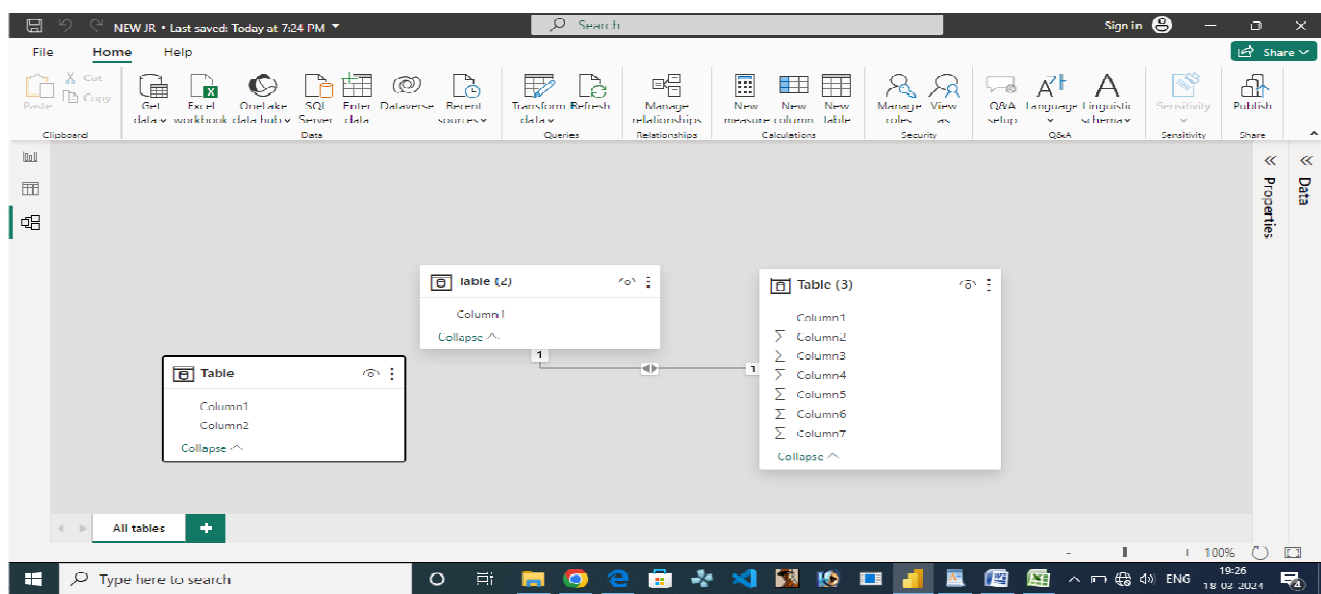 NEW JR • Last saved: Today at 7:24 PM
Search
Sign in
File Home Help
Share
Paste
Cut
Copy
Get data
Excel workbook
OneLake data hub
SQL Server
Enter data
Dataverse
Recent sources
Transform data
Refresh
Manage relationships
New measure
New column
New table
Manage roles
View as
Q&A setup
Language
Linguistic schema
Sensitivity
Publish
Clipboard
Data
Queries
Relationships
Calculations
Security
Q&A
Sensitivity
Share
Properties
Data
Table (2)
Column1
Collapse
1
1
Table (3)
Column1
Column2
Column3
Column4
Column5
Column6
Column7
Collapse
Table
Column1
Column2
Collapse
All tables
100%
Type here to search
ENG
19:26
18-03-2024